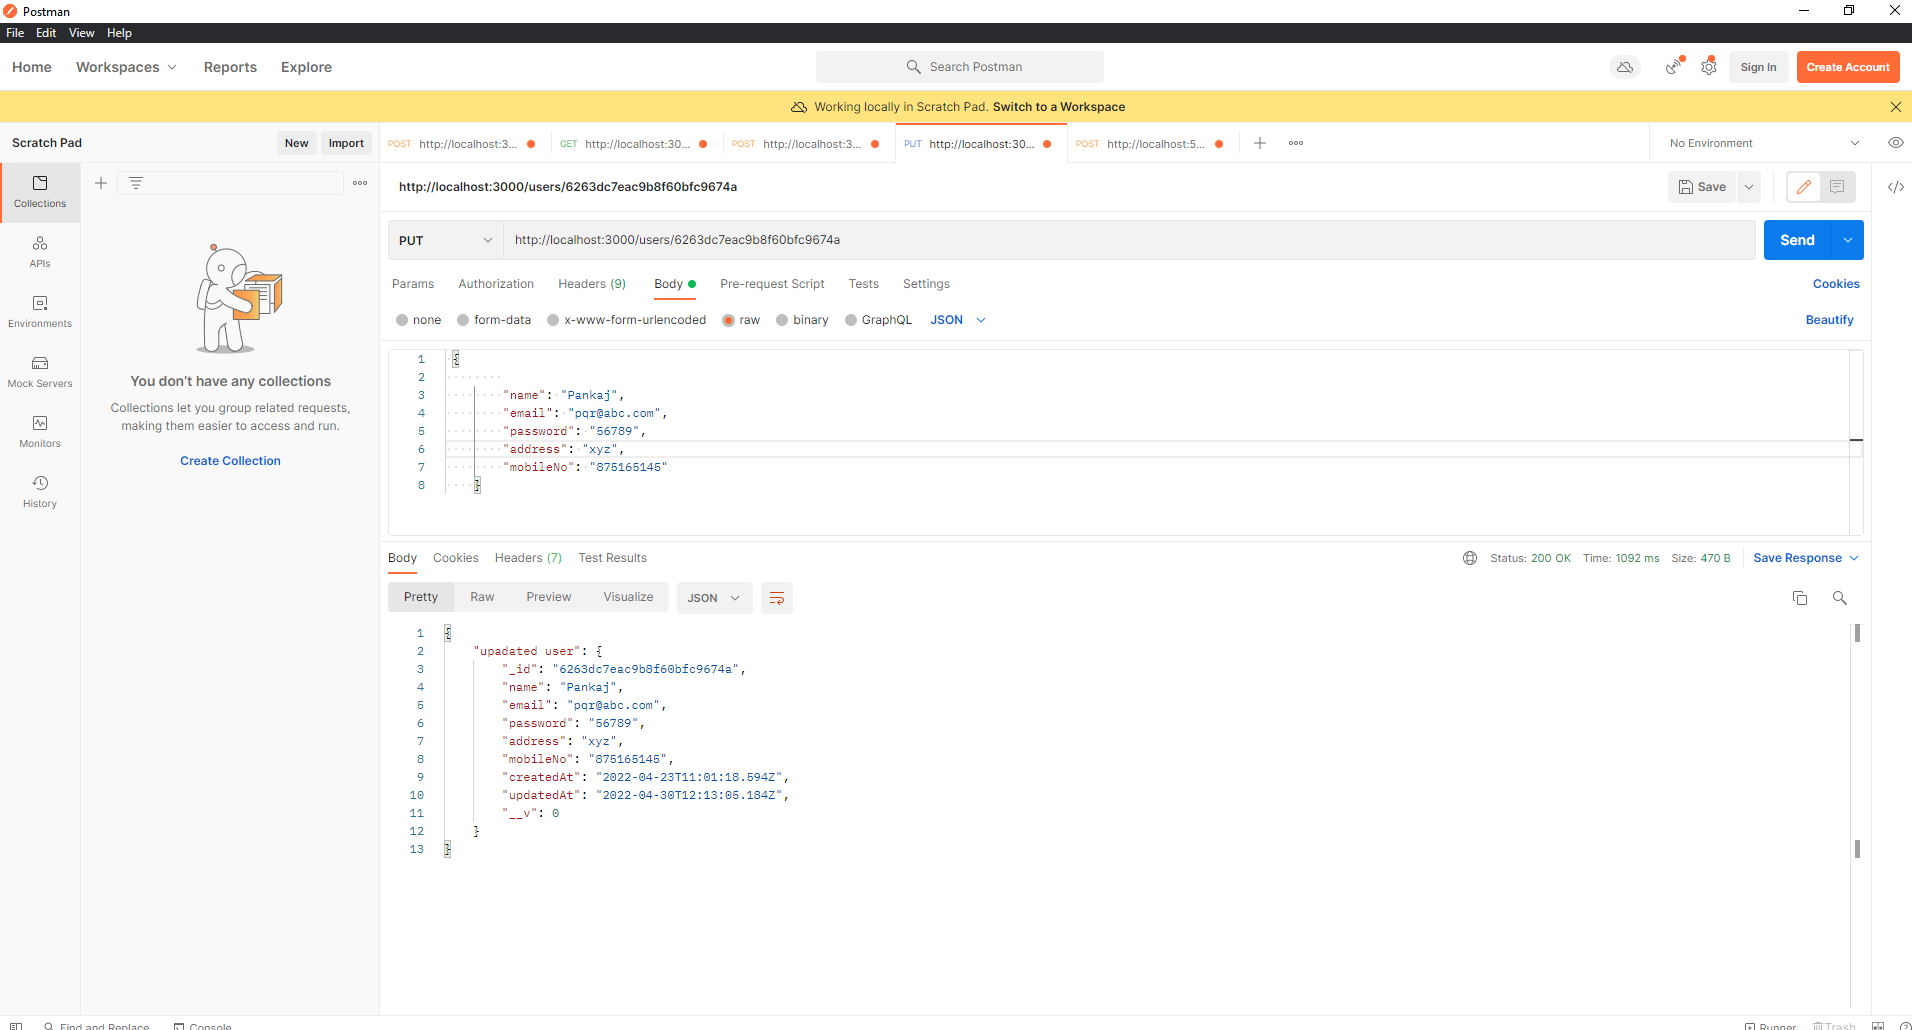 Postman
File Edit View Help
Home Workspaces Reports Explore Search Postman Sign In Create Account
Working locally in Scratch Pad. Switch to a Workspace
Scratch Pad New Import POST http://localhost:3... GET http://localhost:30... POST http://localhost:3... PUT http://localhost:30... POST http://localhost:5... No Environment
http://localhost:3000/users/6263dc7eac9b8f60bfc9674a Save
Collections
APIs
Environments
Mock Servers
Monitors
History
You don't have any collections
Collections let you group related requests,
making them easier to access and run.
Create Collection
PUT http://localhost:3000/users/6263dc7eac9b8f60bfc9674a Send
Params Authorization Headers (9) Body Pre-request Script Tests Settings Cookies
none form-data x-www-form-urlencoded raw binary GraphQL JSON Beautify
1 {
2
3 "name": "Pankaj",
4 "email": "pqr@abc.com",
5 "password": "56789",
6 "address": "xyz",
7 "mobileNo": "875165145"
8 }
Body Cookies Headers (7) Test Results Status: 200 OK Time: 1092 ms Size: 470 B Save Response
Pretty Raw Preview Visualize JSON
1 {
2 "upadated user": {
3 "_id": "6263dc7eac9b8f60bfc9674a",
4 "name": "Pankaj",
5 "email": "pqr@abc.com",
6 "password": "56789",
7 "address": "xyz",
8 "mobileNo": "875165145",
9 "createdAt": "2022-04-23T11:01:18.594Z",
10 "updatedAt": "2022-04-30T12:13:05.184Z",
11 "__v": 0
12 }
13 }
Find and Replace Console Runner Trash